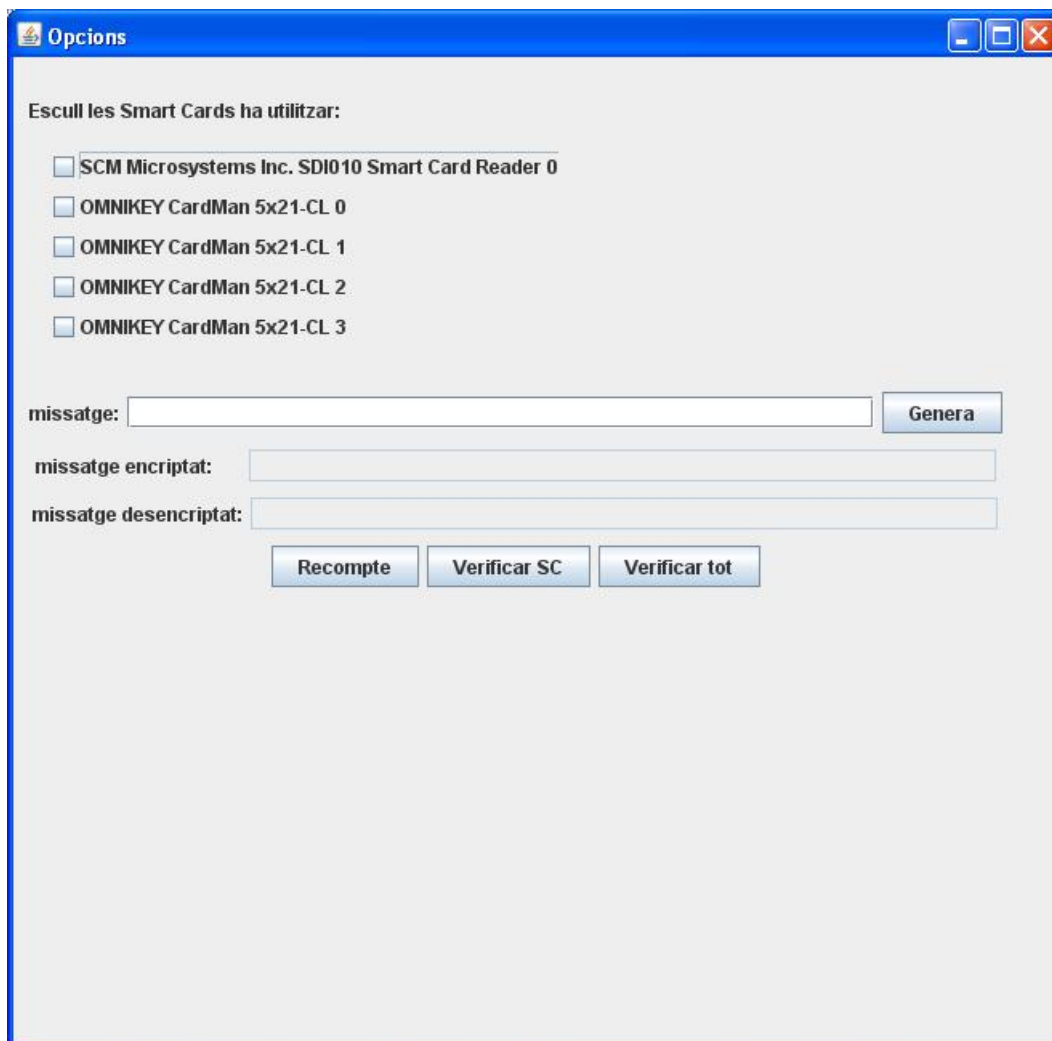 Opcions
Escull les Smart Cards ha utilitzar:
SCM Microsystems Inc. SDI010 Smart Card Reader 0
OMNIKEY CardMan 5x21-CL 0
OMNIKEY CardMan 5x21-CL 1
OMNIKEY CardMan 5x21-CL 2
OMNIKEY CardMan 5x21-CL 3
missatge: Genera
missatge encriptat:
missatge desencriptat:
Recompte Verificar SC Verificar tot